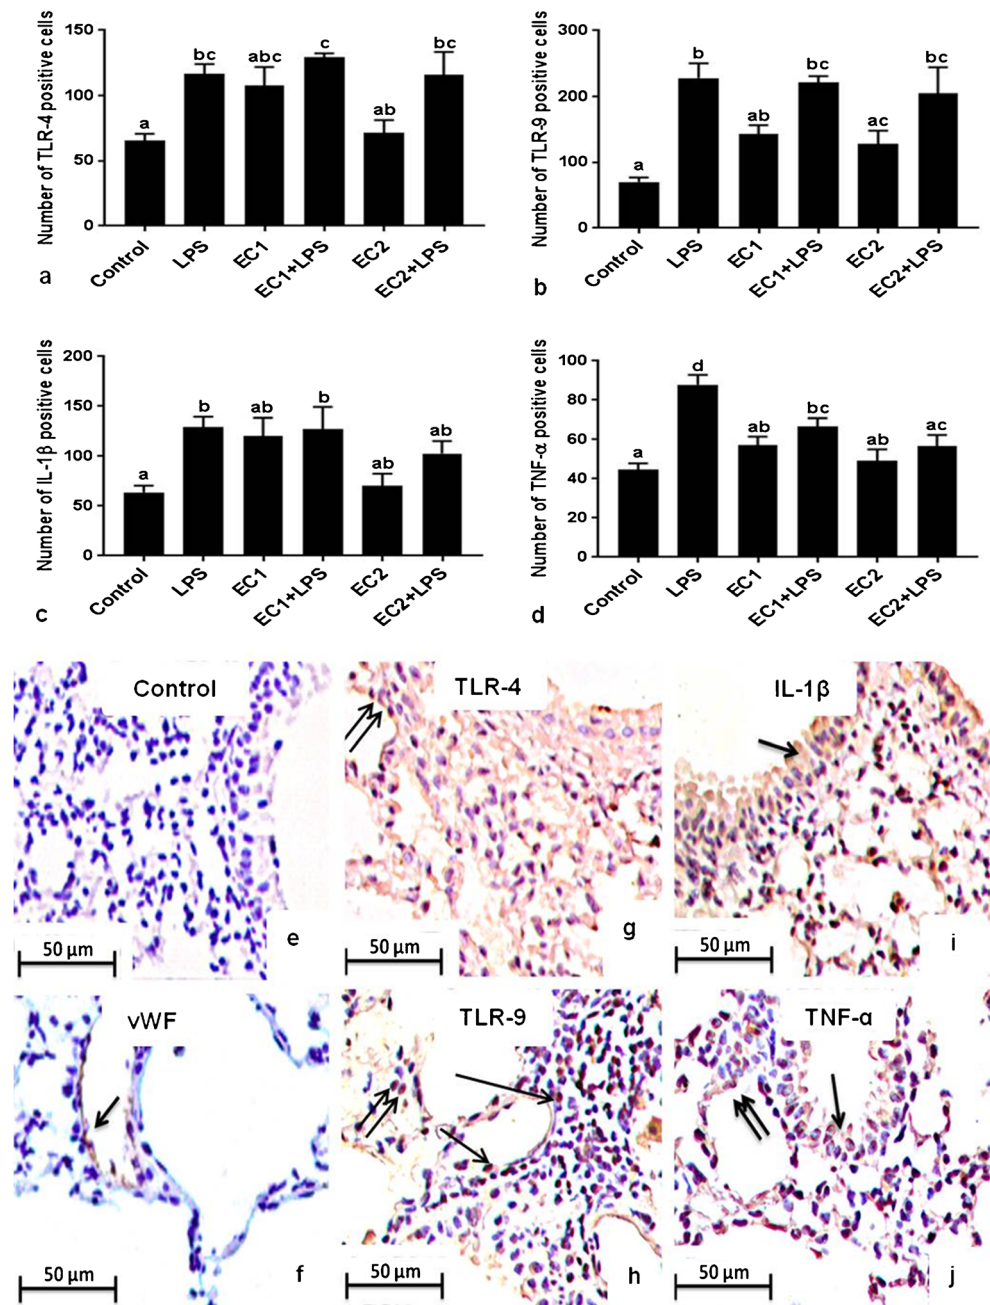 Number of TLR-4 positive cells
150
100
50
0
a
bc
abc
c
ab
bc
Control
LPS
EC1
EC1+LPS
EC2
EC2+LPS
a
Number of TLR-9 positive cells
300
200
100
0
a
b
ab
bc
ac
bc
Control
LPS
EC1
EC1+LPS
EC2
EC2+LPS
b
Number of IL-1β positive cells
200
150
100
50
0
a
b
ab
b
ab
ab
Control
LPS
EC1
EC1+LPS
EC2
EC2+LPS
c
Number of TNF-α positive cells
100
80
60
40
20
0
a
d
ab
bc
ab
ac
Control
LPS
EC1
EC1+LPS
EC2
EC2+LPS
d
Control
50 µm
e
TLR-4
50 µm
g
IL-1β
50 µm
i
vWF
50 µm
f
TLR-9
50 µm
h
TNF-α
50 µm
j